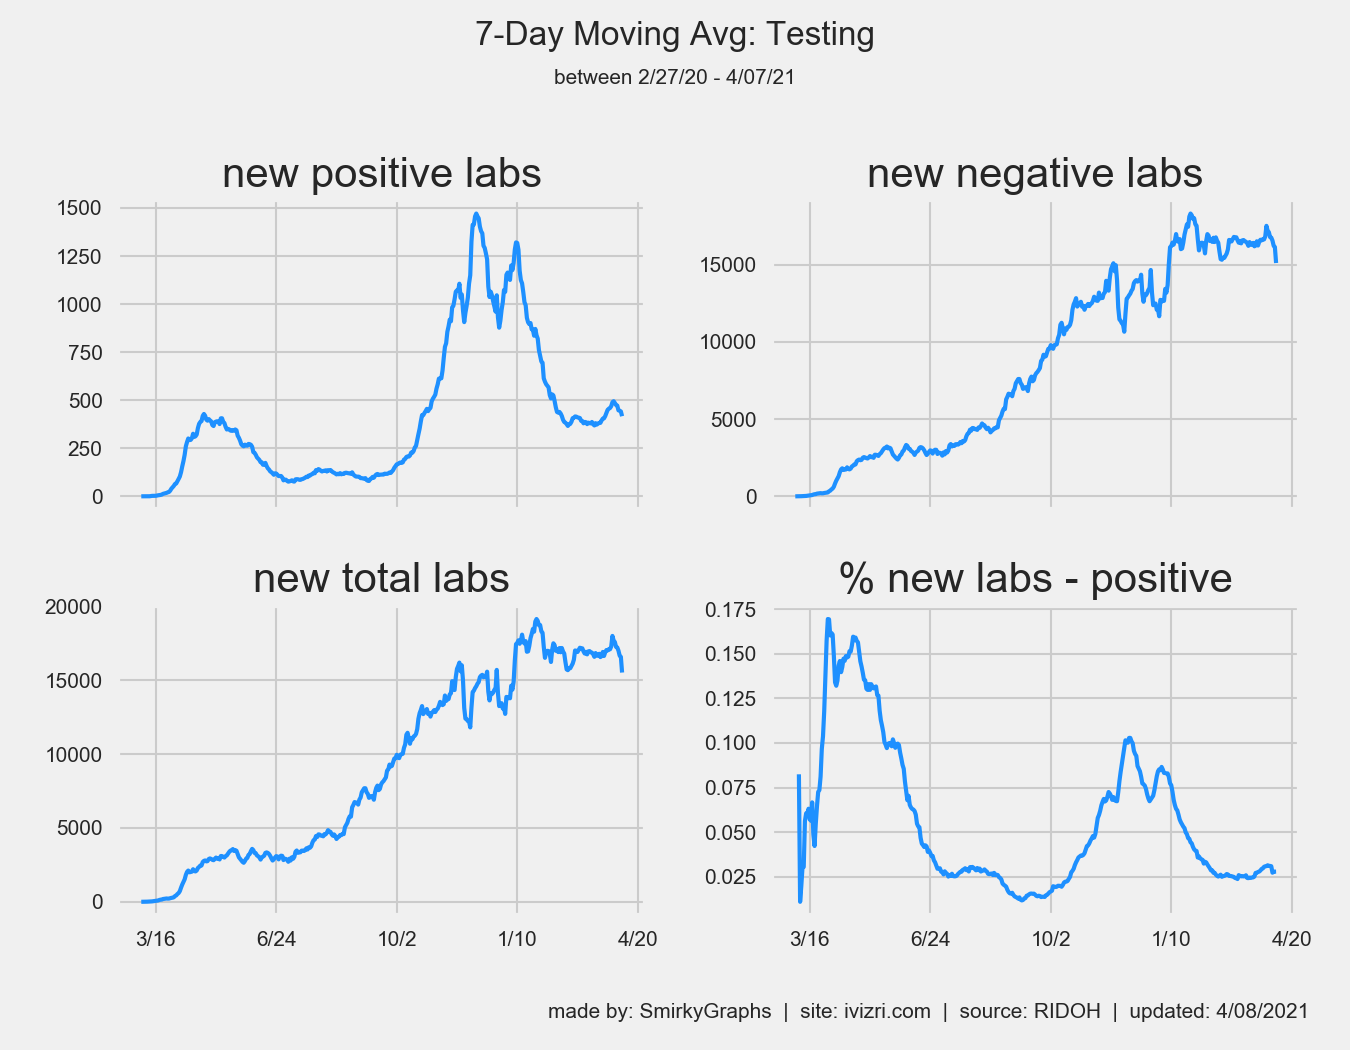 7-Day Moving Avg: Testing
between 2/27/20 - 4/07/21
new positive labs
1500
1250
1000
750
500
250
0
new negative labs
15000
10000
5000
0
new total labs
20000
15000
10000
5000
0
3/16 6/24 10/2 1/10 4/20
% new labs - positive
0.175
0.150
0.125
0.100
0.075
0.050
0.025
3/16 6/24 10/2 1/10 4/20
made by: SmirkyGraphs | site: ivizri.com | source: RIDOH | updated: 4/08/2021